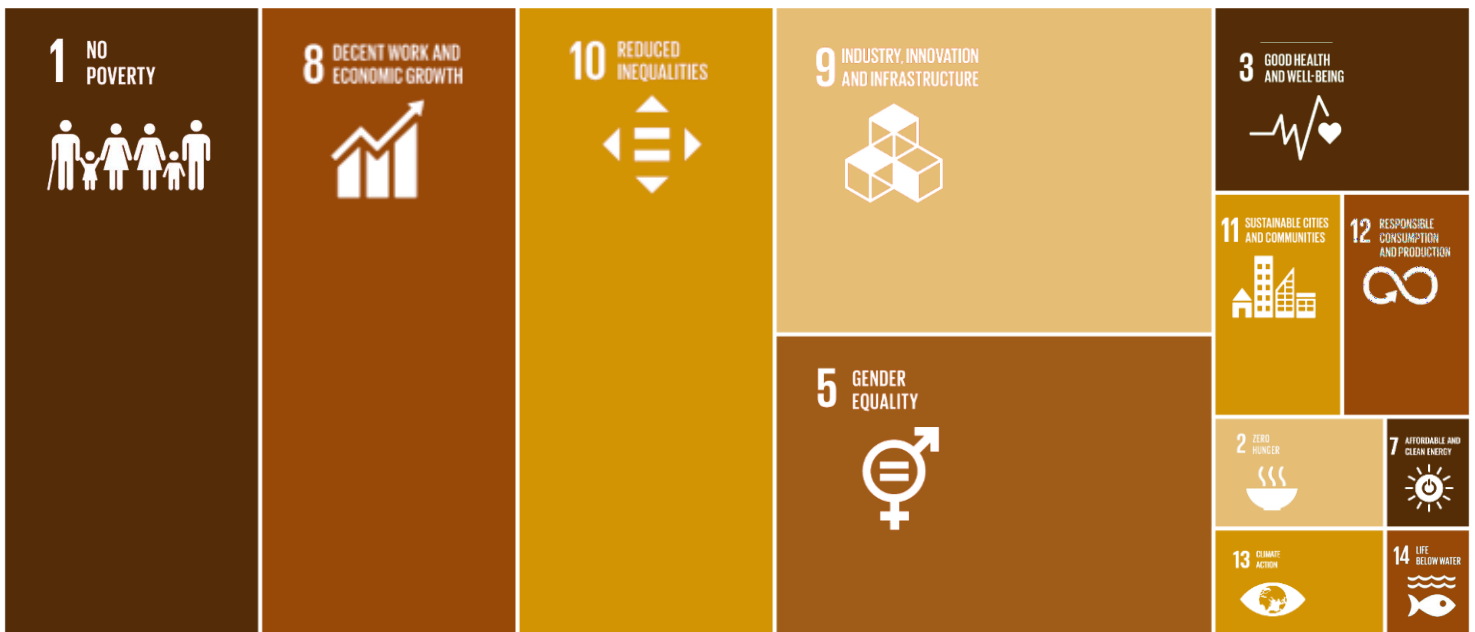 1 NO
POVERTY
8 DECENT WORK AND
ECONOMIC GROWTH
10 REDUCED
INEQUALITIES
9 INDUSTRY, INNOVATION
AND INFRASTRUCTURE
5 GENDER
EQUALITY
3 GOOD HEALTH
AND WELL-BEING
11 SUSTAINABLE CITIES
AND COMMUNITIES
12 RESPONSIBLE
CONSUMPTION
AND PRODUCTION
2 ZERO
HUNGER
7 AFFORDABLE AND
CLEAN ENERGY
13 CLIMATE
ACTION
14 LIFE
BELOW WATER